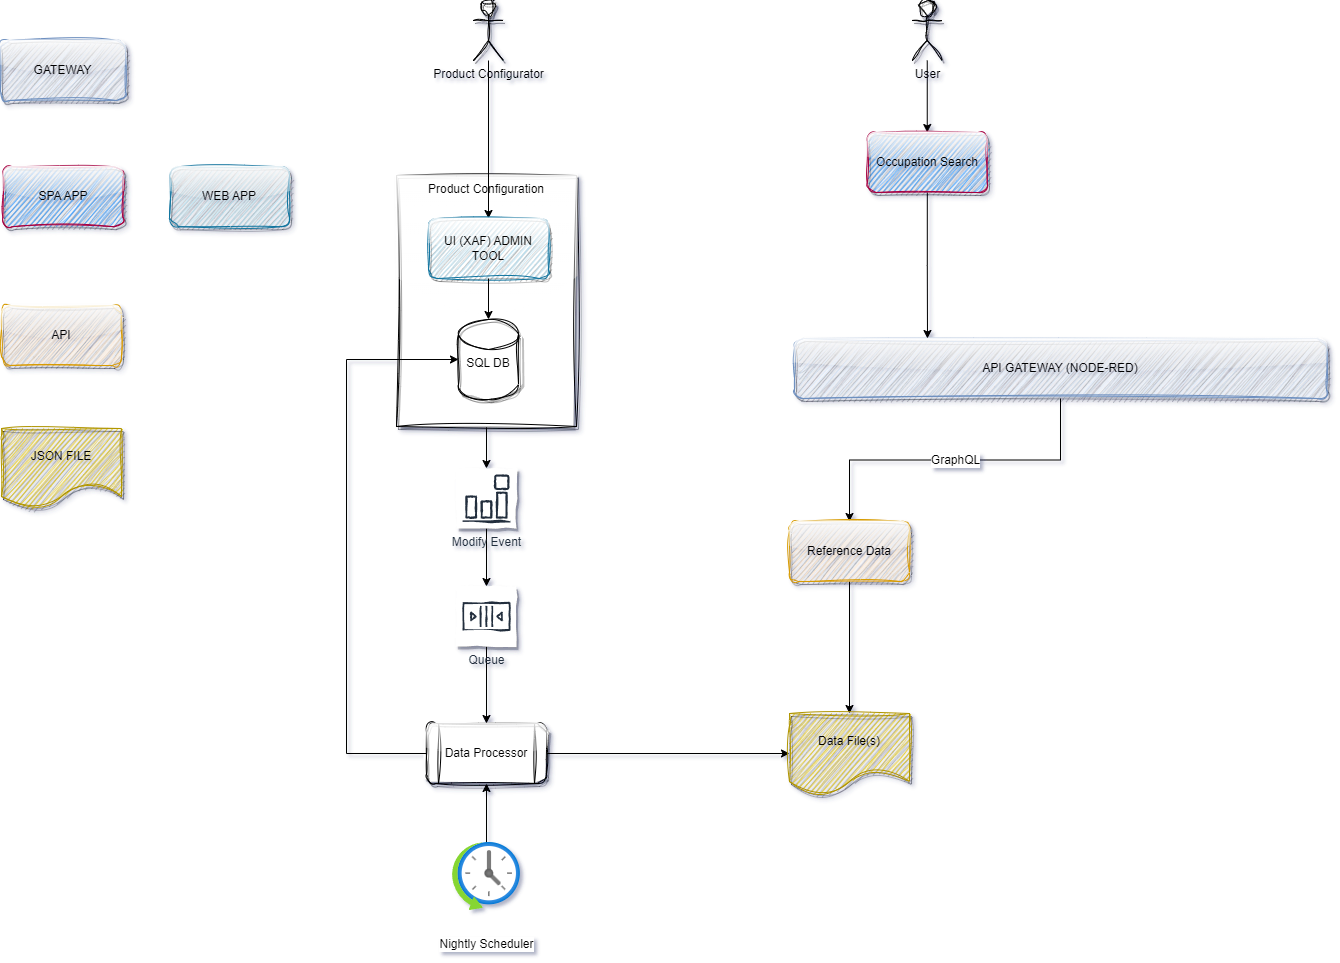 Product Configurator
User
GATEWAY
Occupation Search
SPA APP
WEB APP
Product Configuration
UI (XAF) ADMIN
TOOL
API
SQL DB
API GATEWAY (NODE-RED)
JSON FILE
GraphQL
Modify Event
Reference Data
Queue
Data Processor
Data File(s)
Nightly Scheduler